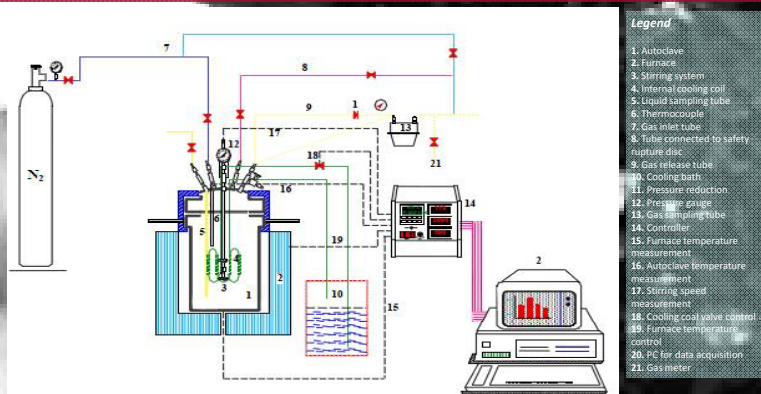 7
8
9
1
17
13
12
18
21
N2
16
14
6
5
19
4
2
2
3
1
10
15
Legend
1. Autoclave
2. Furnace
3. Stirring system
4. Internal cooling coil
5. Liquid sampling tube
6. Thermocouple
7. Gas inlet tube
8. Tube connected to safety
rupture disc
9. Gas release tube
10. Cooling bath
11. Pressure reduction
12. Pressure gauge
13. Gas sampling tube
14. Controller
15. Furnace temperature
measurement
16. Autoclave temperature
measurement
17. Stirring speed
measurement
18. Cooling coal valve control
19. Furnace temperature
control
20. PC for data acquisition
21. Gas meter